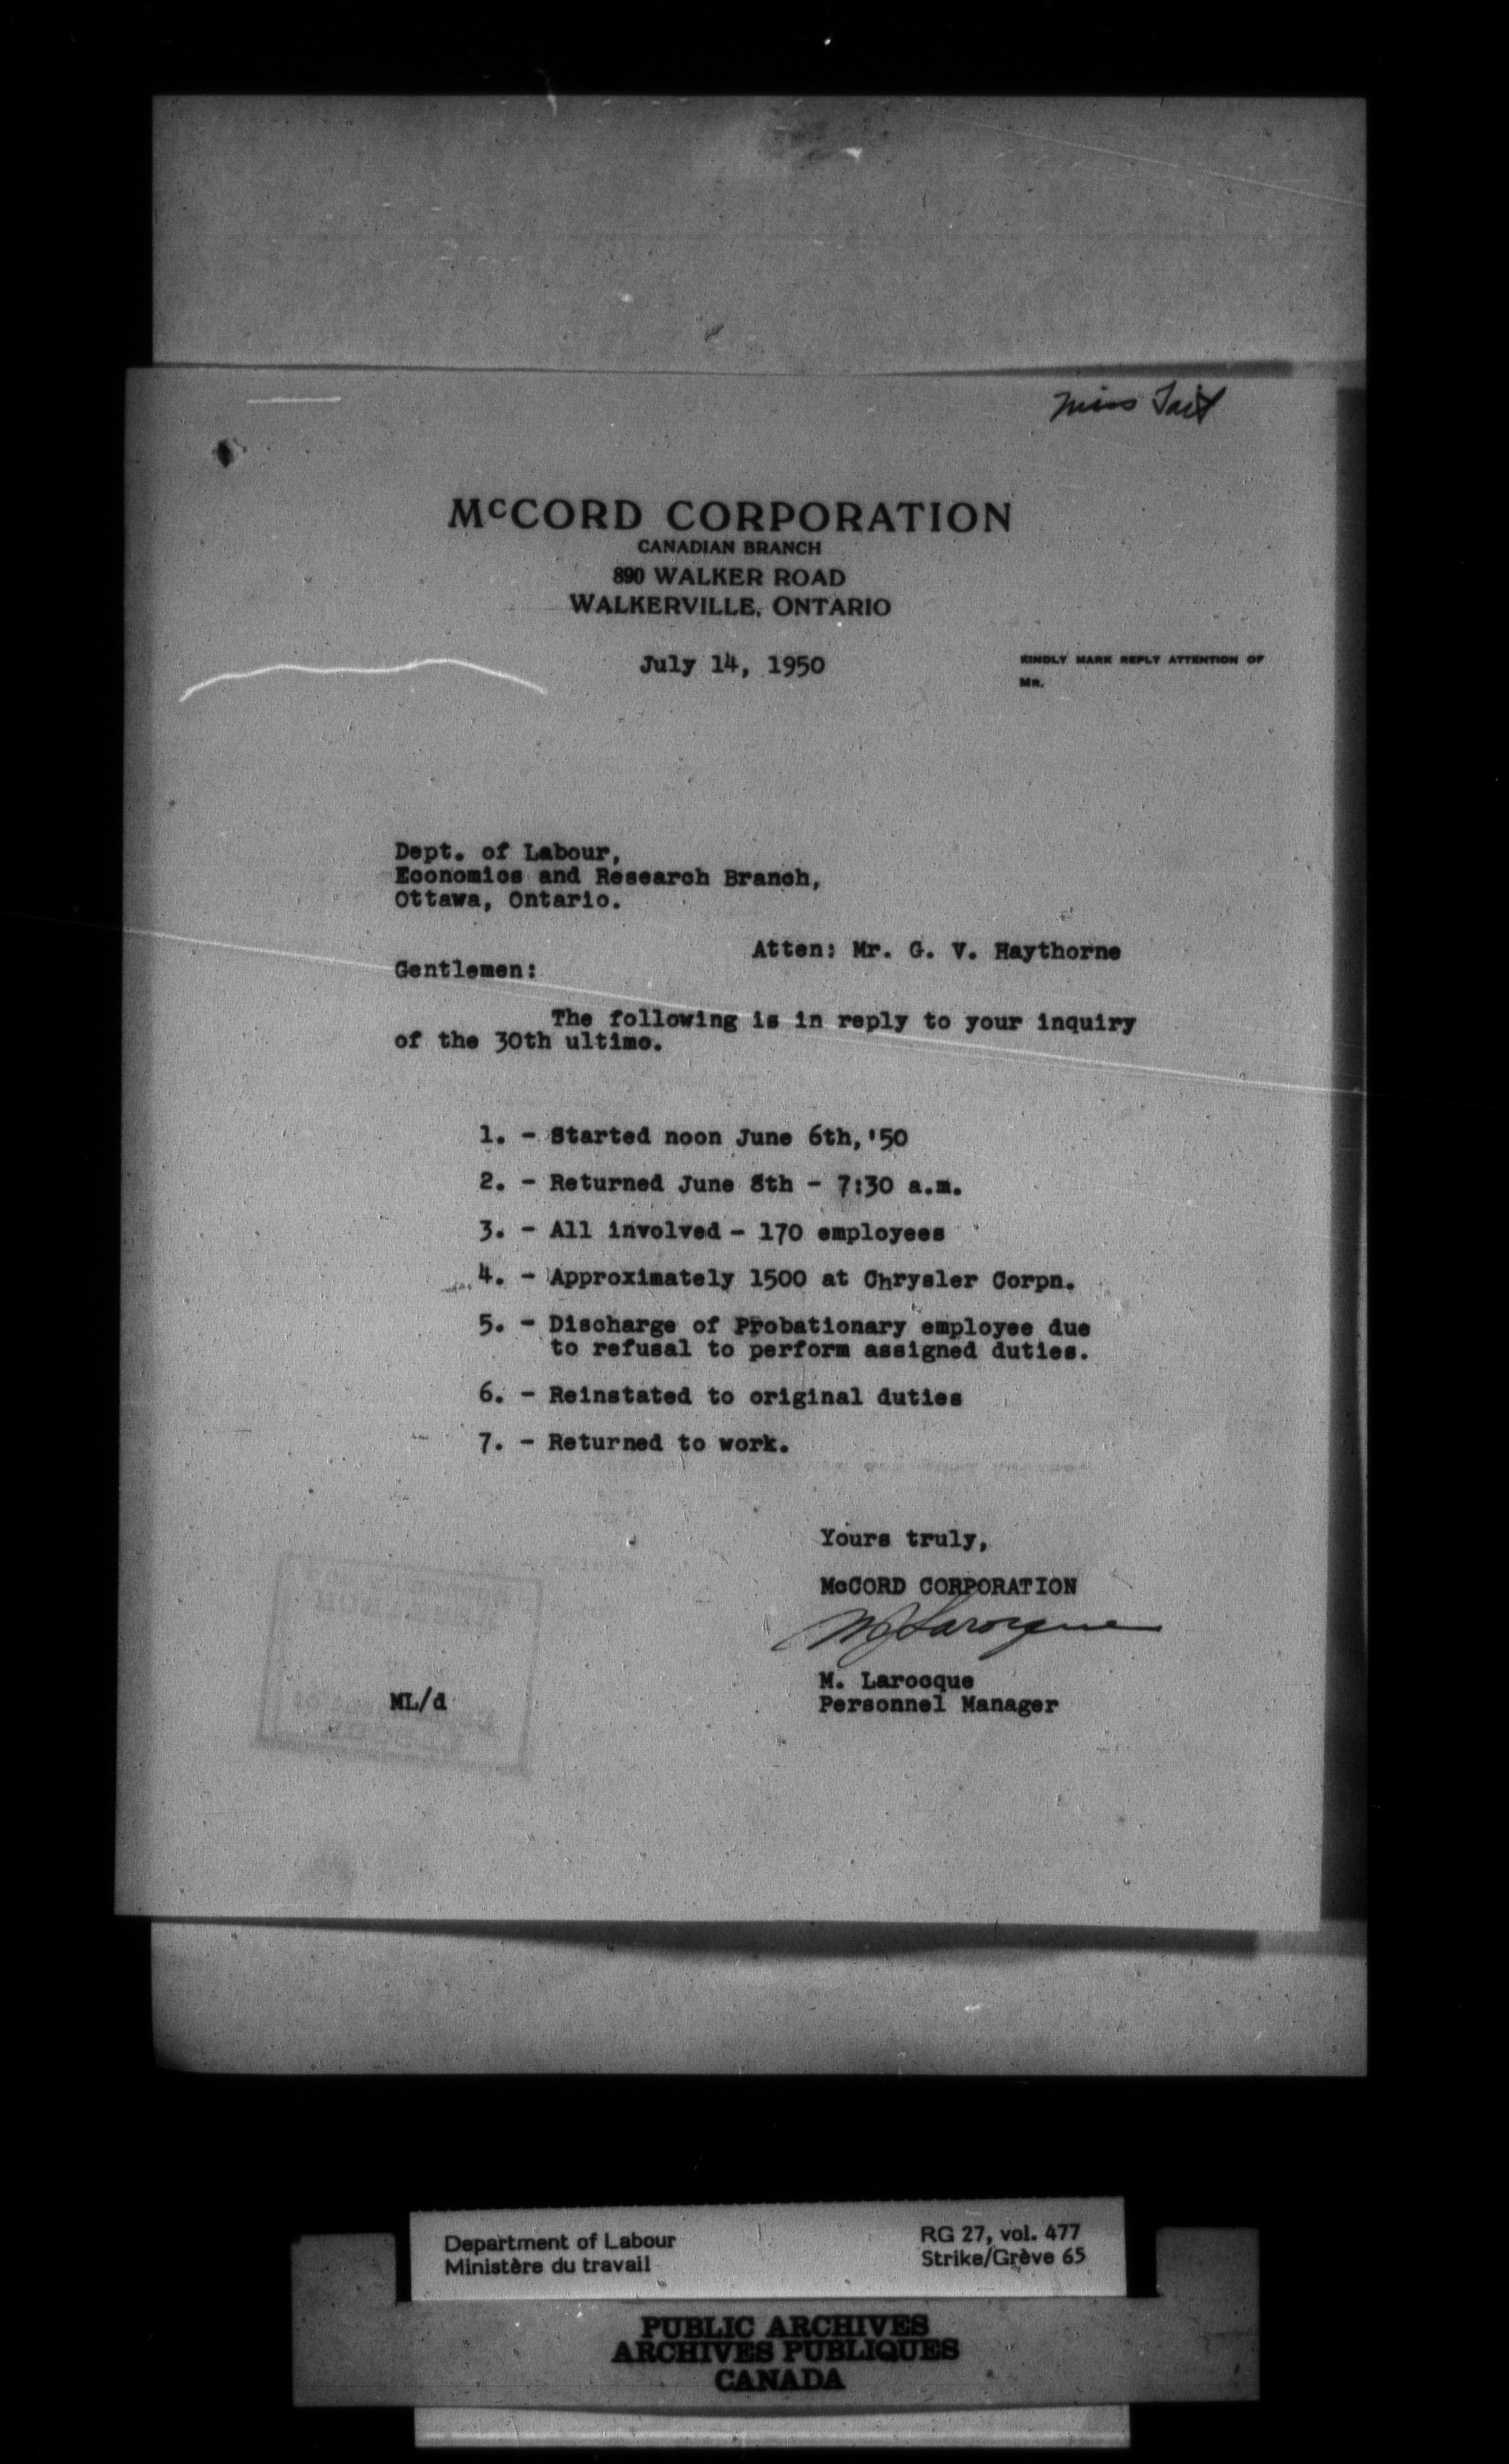 Miss Tait
McCORD CORPORATION
CANADIAN BRANCH
890 WALKER ROAD
WALKERVILLE, ONTARIO
July 14, 1950
KINDLY MARK REPLY ATTENTION OF
MR.
Dept. of Labour,
Economics and Research Branch,
Ottawa, Ontario.
Atten: Mr. G. V. Haythorne
Gentlemen:
The following is in reply to your inquiry
of the 30th ultimo.
1. - Started noon June 6th, '50
2. - Returned June 8th - 7:30 a.m.
3. - All involved - 170 employees
4. - Approximately 1500 at Chrysler Corpn.
5. - Discharge of Probationary employee due
to refusal to perform assigned duties.
6. - Reinstated to original duties
7. - Returned to work.
Yours truly,
McCORD CORPORATION
M Larocque
M. Larocque
Personnel Manager
ML/d
Department of Labour
Ministère du travail
RG 27, vol. 477
Strike/Grève 65
PUBLIC ARCHIVES
ARCHIVES PUBLIQUES
CANADA